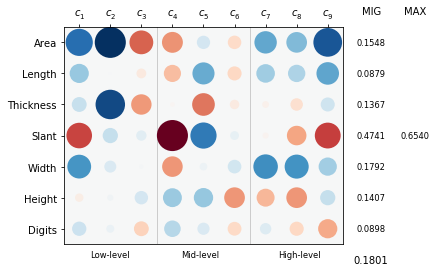 c1 c2 c3 c4 c5 c6 c7 c8 c9 MIG MAX
Area 0.1548
Length 0.0879
Thickness 0.1367
Slant 0.4741 0.6540
Width 0.1792
Height 0.1407
Digits 0.0898
Low-level Mid-level High-level
0.1801